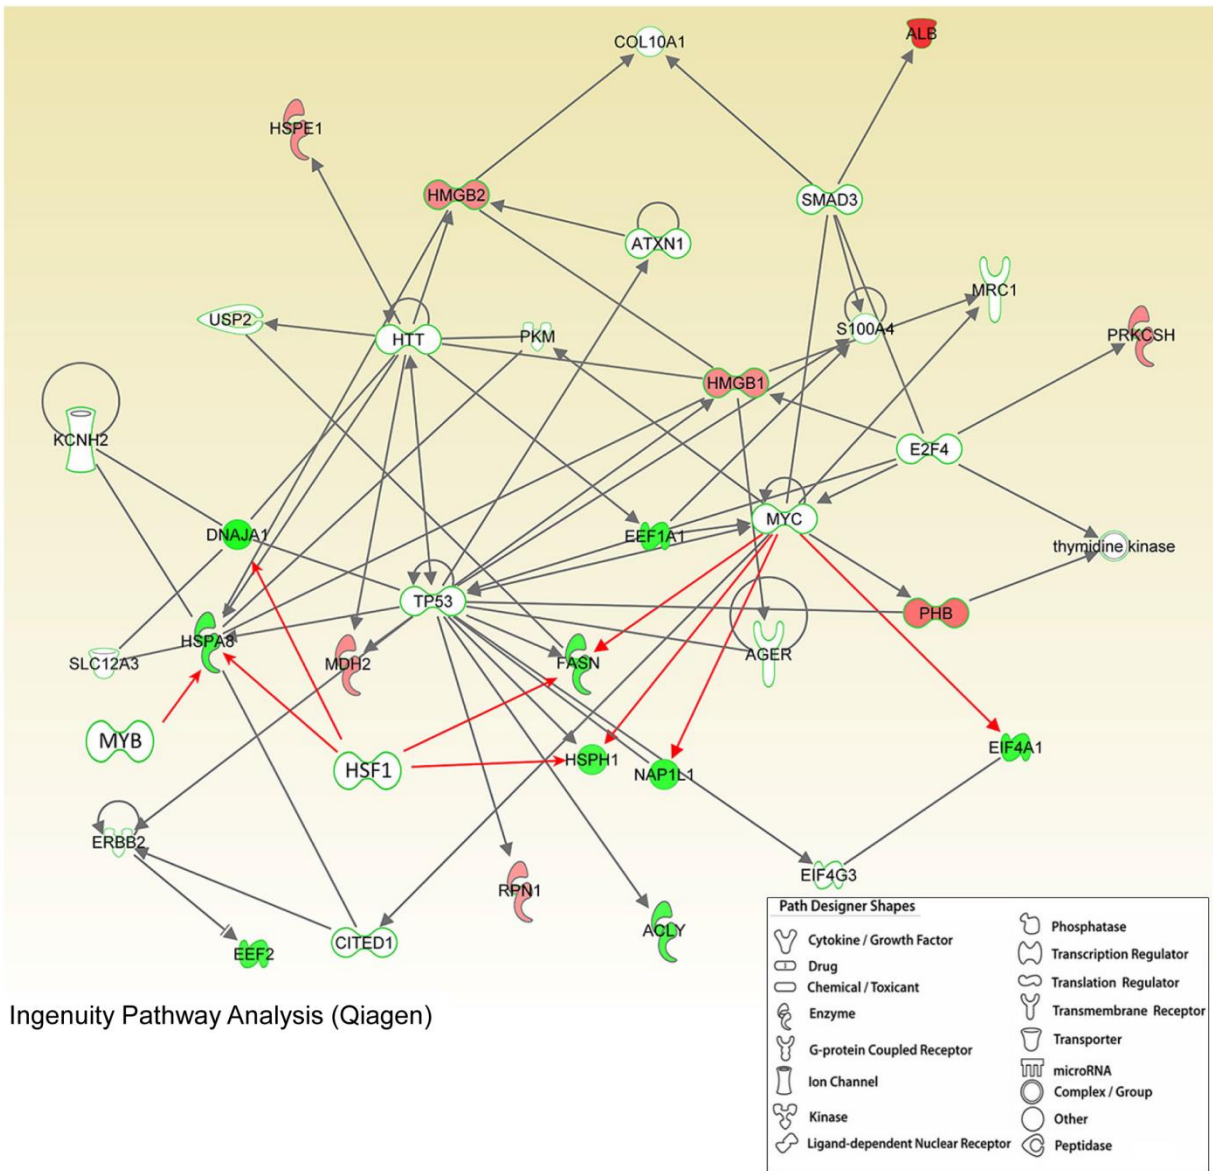 COL10A1
ALB
HSPE1
HMGB2
SMAD3
ATXN1
MRC1
USP2
HTT
PKM
S100A4
PRKCSH
HMGB1
KCNH2
E2F4
DNAJA1
EEF1A1
MYC
thymidine kinase
TP53
PHB
HSPA8
SLC12A3
MDH2
FASN
AGER
MYB
HSF1
HSPH1
NAP1L1
EIF4A1
ERBB2
EIF4G3
RPN1
ACLY
CITED1
EEF2
Ingenuity Pathway Analysis (Qiagen)
Path Designer Shapes
Cytokine / Growth Factor
Drug
Chemical / Toxicant
Enzyme
G-protein Coupled Receptor
Ion Channel
Kinase
Ligand-dependent Nuclear Receptor
Phosphatase
Transcription Regulator
Translation Regulator
Transmembrane Receptor
Transporter
microRNA
Complex / Group
Other
Peptidase